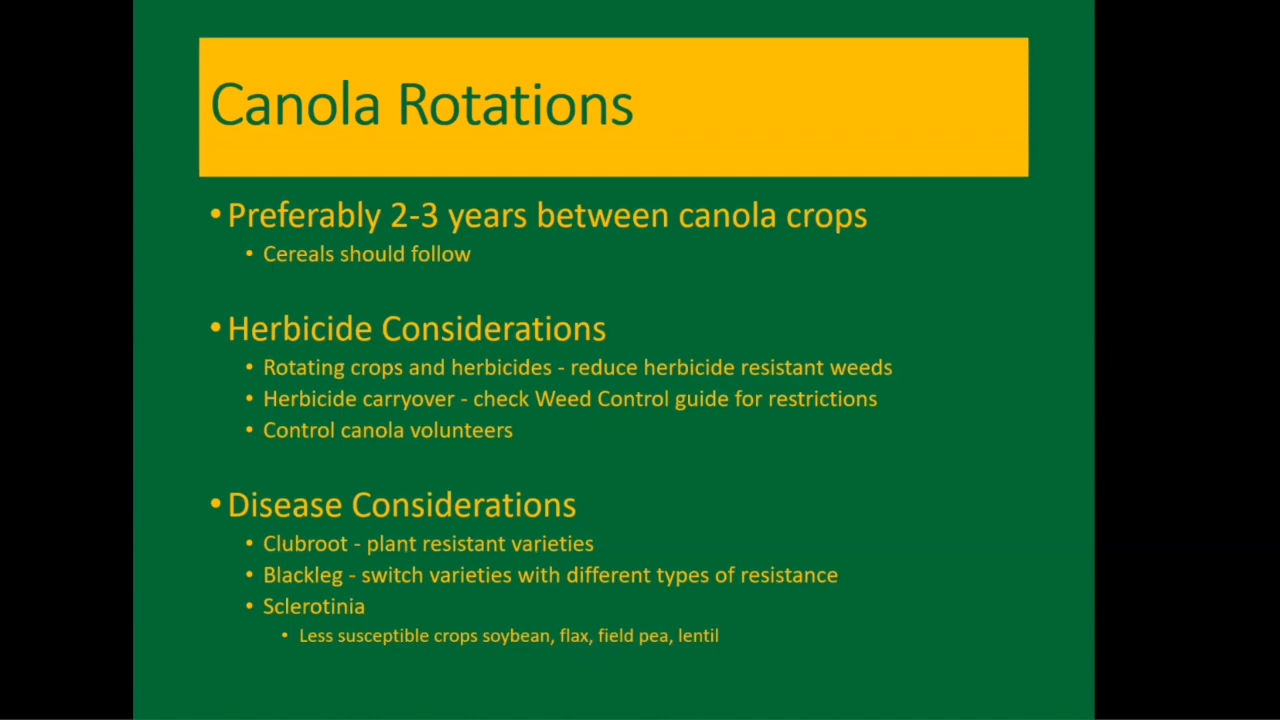 Canola Rotations
• Preferably 2-3 years between canola crops
• Cereals should follow
• Herbicide Considerations
• Rotating crops and herbicides - reduce herbicide resistant weeds
• Herbicide carryover - check Weed Control guide for restrictions
• Control canola volunteers
• Disease Considerations
• Clubroot - plant resistant varieties
• Blackleg - switch varieties with different types of resistance
• Sclerotinia
• Less susceptible crops soybean, flax, field pea, lentil